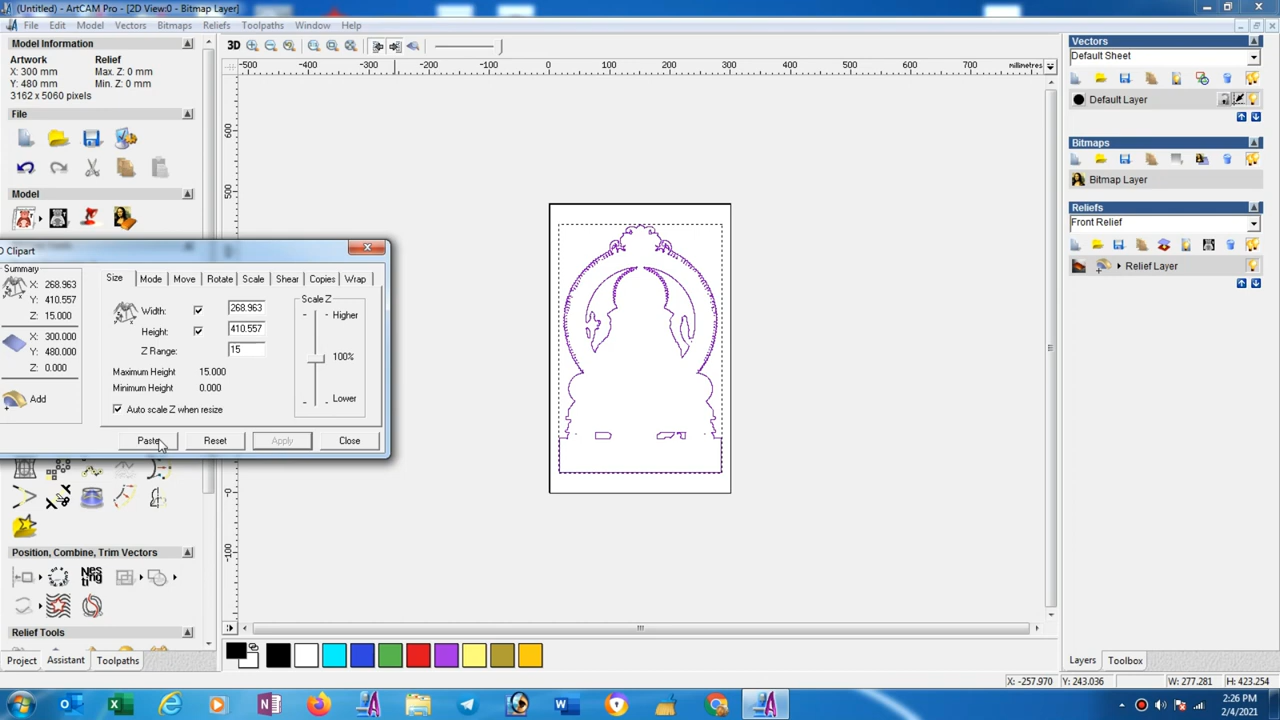 (Untitled) - ArtCAM Pro - [2D View:0 - Bitmap Layer]
File Edit Model Vectors Bitmaps Reliefs Toolpaths Window Help
Model Information
Artwork Relief
X: 300 mm Max. Z: 0 mm
Y: 480 mm Min. Z: 0 mm
3162 x 5060 pixels
File
Model
3D
-500 -400 -300 -200 -100 0 100 200 300 400 500 600 700 millimetres
600
500
-0
-100
D Clipart
Summary
X: 268.963
Y: 410.557
Z: 15.000
X: 300.000
Y: 480.000
Z: 0.000
Add
Size Mode Move Rotate Scale Shear Copies Wrap
Width: 268.963
Height: 410.557
Z Range: 15
Maximum Height 15.000
Minimum Height 0.000
Auto scale Z when resize
Scale Z
Higher
100%
Lower
Paste Reset Apply Close
Position, Combine, Trim Vectors
Nes ting
Relief Tools
Project Assistant Toolpaths
Vectors
Default Sheet
Default Layer
Bitmaps
Bitmap Layer
Reliefs
Front Relief
Relief Layer
Layers Toolbox
X: -257.970 Y: 243.036 W: 277.281 H: 423.254
2:26 PM
2/4/2021